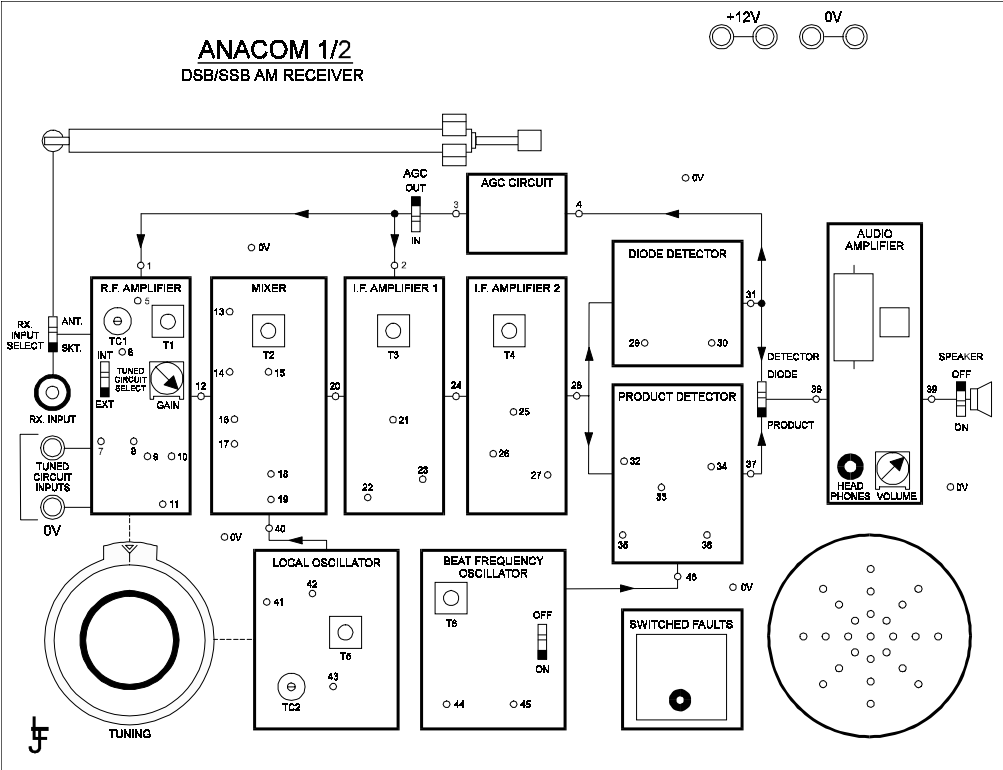 +12V
0V
ANACOM 1/2
DSB/SSB AM RECEIVER
AGC
OUT
IN
3
AGC CIRCUIT
4
0V
0V
1
2
R.F. AMPLIFIER
5
TC1
T1
6
INT
EXT
TUNED
CIRCUIT
SELECT
GAIN
7
8
9
10
11
RX.
INPUT
SELECT
ANT.
SKT.
RX. INPUT
TUNED
CIRCUIT
INPUTS
0V
12
MIXER
13
T2
14
15
16
17
18
19
20
I.F. AMPLIFIER 1
T3
21
22
23
24
I.F. AMPLIFIER 2
T4
25
26
27
28
DIODE DETECTOR
29
30
31
PRODUCT DETECTOR
32
33
34
35
36
37
DETECTOR
DIODE
PRODUCT
38
AUDIO
AMPLIFIER
HEAD
PHONES
VOLUME
39
SPEAKER
OFF
ON
0V
40
0V
LOCAL OSCILLATOR
41
42
T5
43
TC2
BEAT FREQUENCY
OSCILLATOR
T6
OFF
ON
44
45
46
0V
SWITCHED FAULTS
TUNING